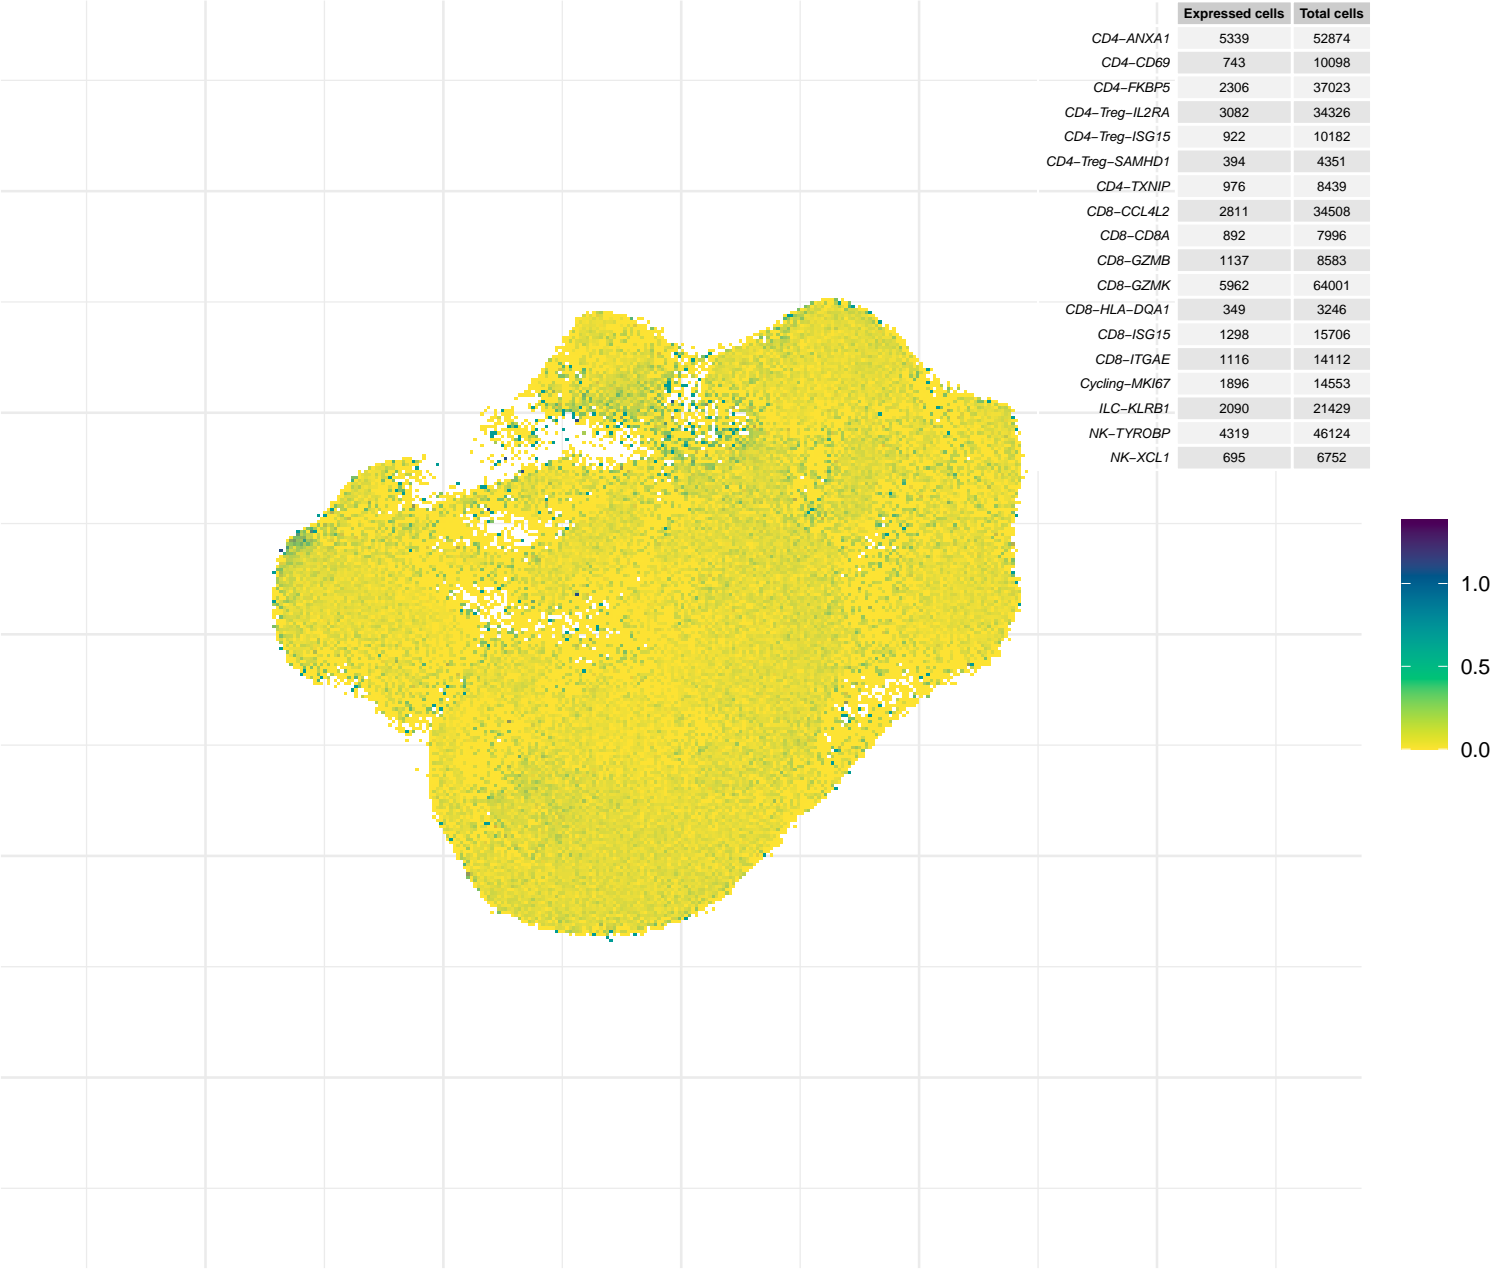 Expressed cells Total cells
CD4−ANXA1 5339 52874
CD4−CD69 743 10098
CD4−FKBP5 2306 37023
CD4−Treg−IL2RA 3082 34326
CD4−Treg−ISG15 922 10182
CD4−Treg−SAMHD1 394 4351
CD4−TXNIP 976 8439
CD8−CCL4L2 2811 34508
CD8−CD8A 892 7996
CD8−GZMB 1137 8583
CD8−GZMK 5962 64001
CD8−HLA−DQA1 349 3246
CD8−ISG15 1298 15706
CD8−ITGAE 1116 14112
Cycling−MKI67 1896 14553
ILC−KLRB1 2090 21429
NK−TYROBP 4319 46124
NK−XCL1 695 6752
1.0
0.5
0.0